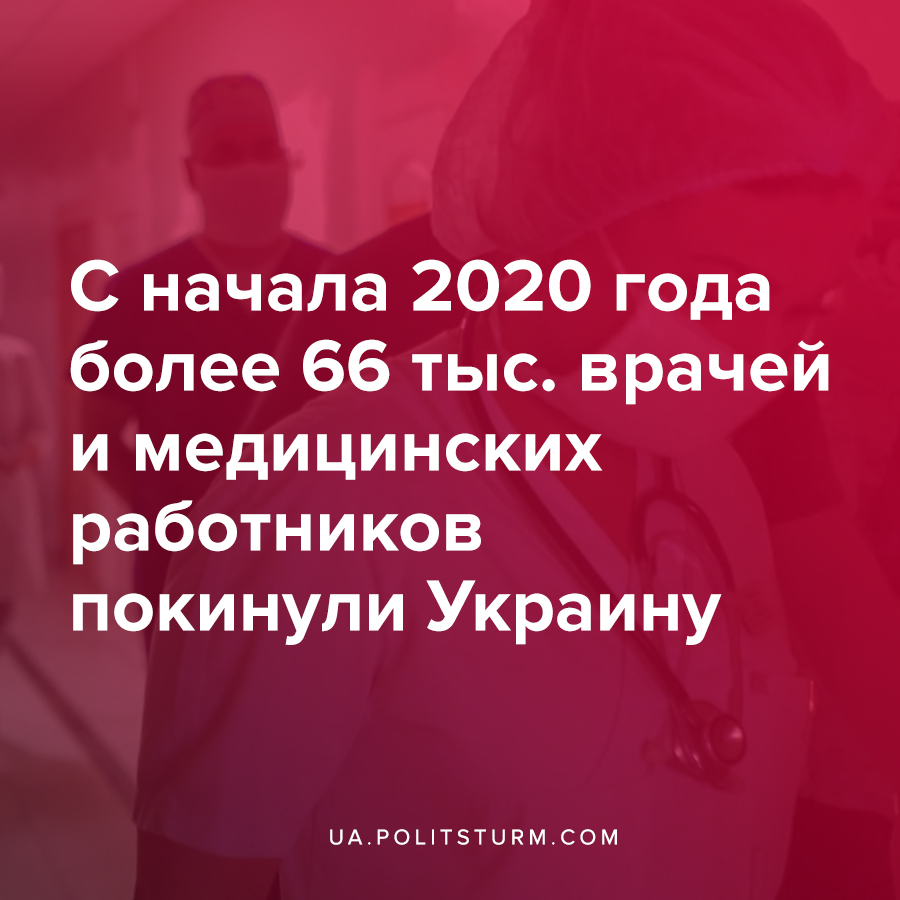 С начала 2020 года
более 66 тыс. врачей
и медицинских
работников
покинули Украину
UA.POLITSTURM.COM